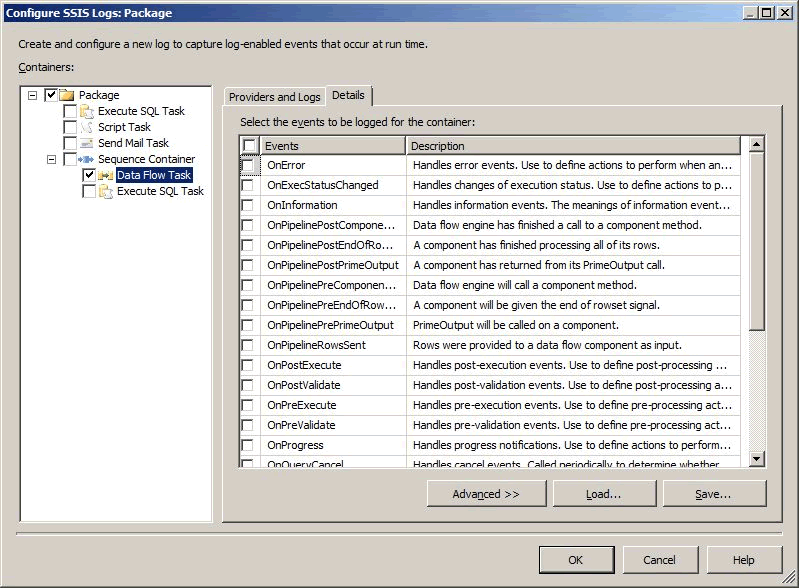 Configure SSIS Logs: Package
Create and configure a new log to capture log-enabled events that occur at run time.
Containers:
Package
Execute SQL Task
Script Task
Send Mail Task
Sequence Container
Data Flow Task
Execute SQL Task
Providers and Logs Details
Select the events to be logged for the container:
Events Description
OnError Handles error events. Use to define actions to perform when an...
OnExecStatusChanged Handles changes of execution status. Use to define actions to p...
OnInformation Handles information events. The meanings of information event...
OnPipelinePostCompone... Data flow engine has finished a call to a component method.
OnPipelinePostEndOfRo... A component has finished processing all of its rows.
OnPipelinePostPrimeOutput A component has returned from its PrimeOutput call.
OnPipelinePreComponen... Data flow engine will call a component method.
OnPipelinePreEndOfRow... A component will be given the end of rowset signal.
OnPipelinePrePrimeOutput PrimeOutput will be called on a component.
OnPipelineRowsSent Rows were provided to a data flow component as input.
OnPostExecute Handles post-execution events. Use to define post-processing ...
OnPostValidate Handles post-validation events. Use to define post-processing a...
OnPreExecute Handles pre-execution events. Use to define pre-processing act...
OnPreValidate Handles pre-validation events. Use to define pre-processing act...
OnProgress Handles progress notifications. Use to define actions to perform...
OnQueryCancel Handles cancel events. Called periodically to determine whether
Advanced >> Load... Save...
OK Cancel Help